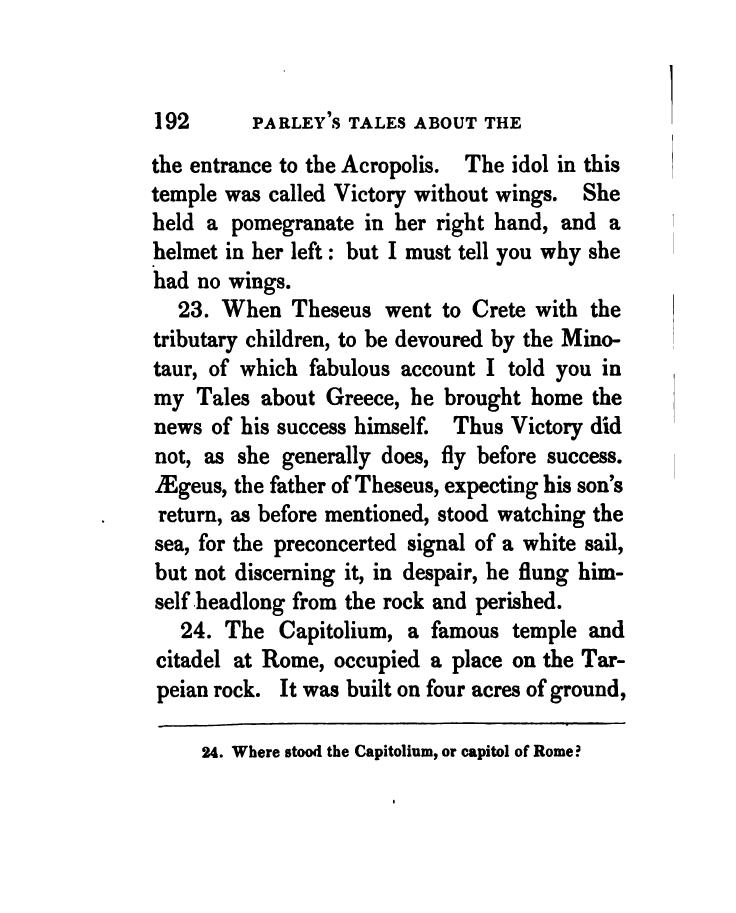 192 PARLEY'S TALES ABOUT THE
the entrance to the Acropolis. The idol in this
temple was called Victory without wings. She
held a pomegranate in her right hand, and a
helmet in her left: but I must tell you why she
had no wings.
23. When Theseus went to Crete with the
tributary children, to be devoured by the Mino-
taur, of which fabulous account I told you in
my Tales about Greece, he brought home the
news of his success himself. Thus Victory did
not, as she generally does, fly before success.
Ægeus, the father of Theseus, expecting his son's
return, as before mentioned, stood watching the
sea, for the preconcerted signal of a white sail,
but not discerning it, in despair, he flung him-
self headlong from the rock and perished.
24. The Capitolium, a famous temple and
citadel at Rome, occupied a place on the Tar-
peian rock. It was built on four acres of ground,
24. Where stood the Capitolium, or capitol of Rome?